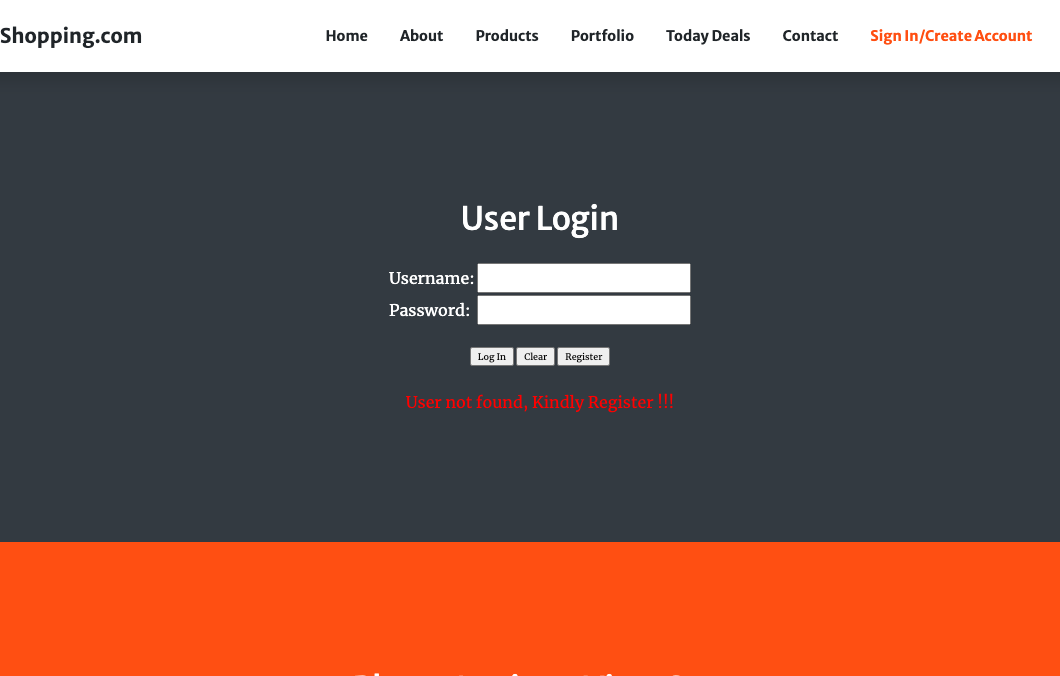 Shopping.com
Home About Products Portfolio Today Deals Contact Sign In/Create Account
User Login
Username:
Password:
Log In Clear Register
User not found, Kindly Register !!!